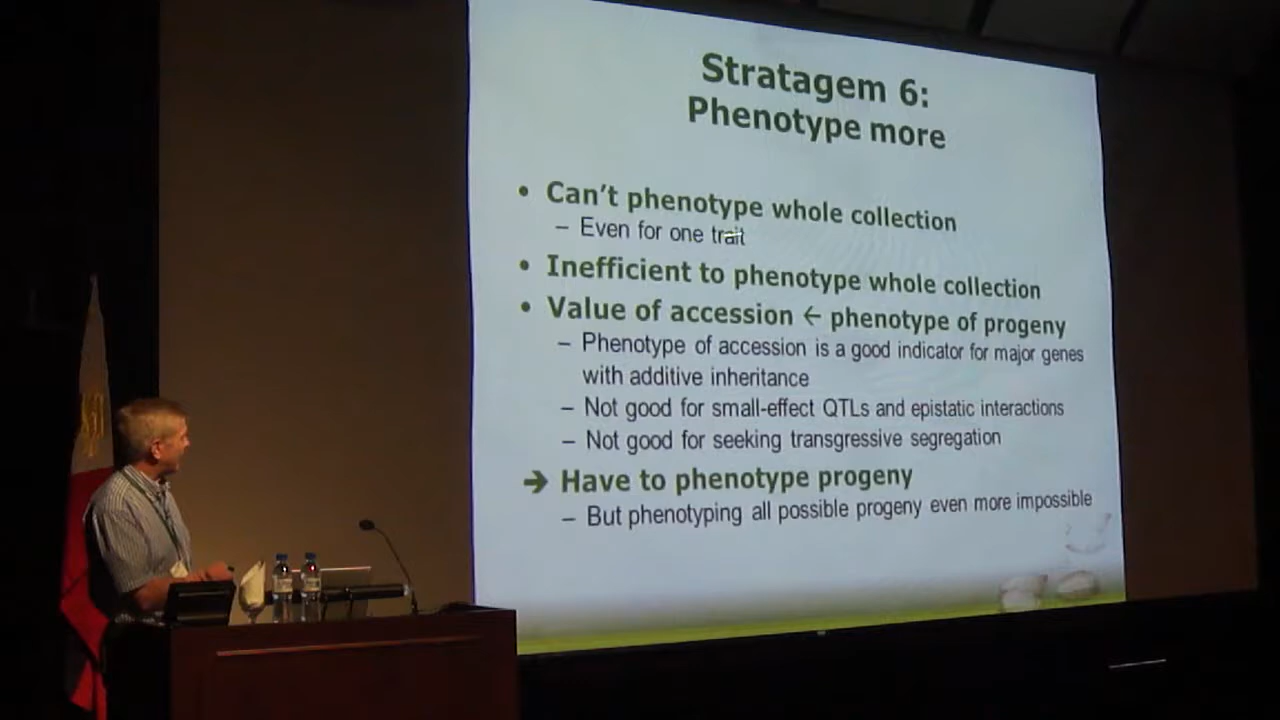 Stratagem 6:
Phenotype more
• Can't phenotype whole collection
– Even for one trait
• Inefficient to phenotype whole collection
• Value of accession ← phenotype of progeny
– Phenotype of accession is a good indicator for major genes
with additive inheritance
– Not good for small-effect QTLs and epistatic interactions
– Not good for seeking transgressive segregation
→ Have to phenotype progeny
– But phenotyping all possible progeny even more impossible